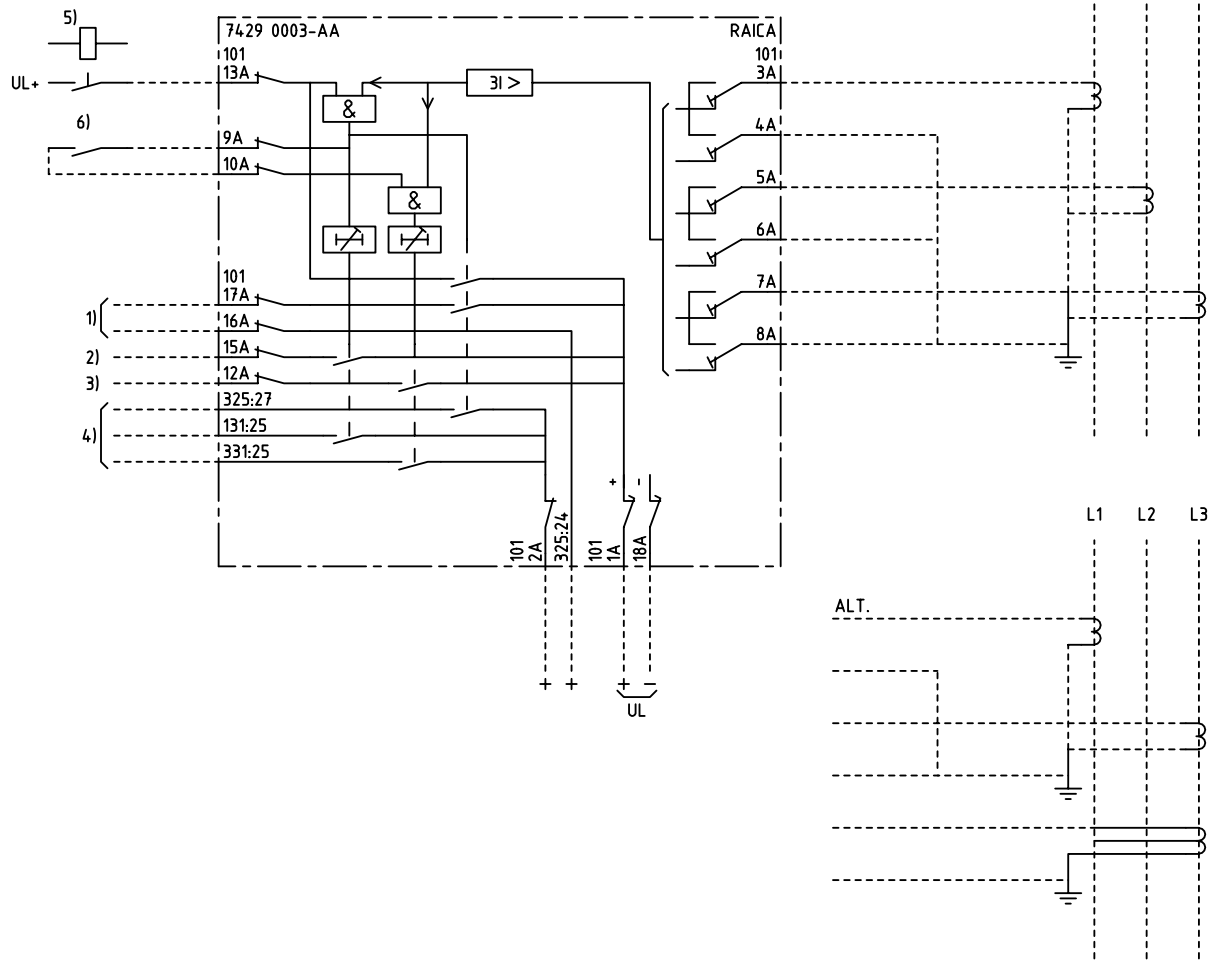 5)
7429 0003-AA
RAICA
101
101
UL+
13A
3I >
3A
&
6)
9A
4A
10A
5A
&
6A
101
7A
17A
1)
16A
8A
2)
15A
3)
12A
325:27
4)
131:25
331:25
+ -
101
2A
325:24
101
1A
18A
L1 L2 L3
ALT.
+ + + -
UL